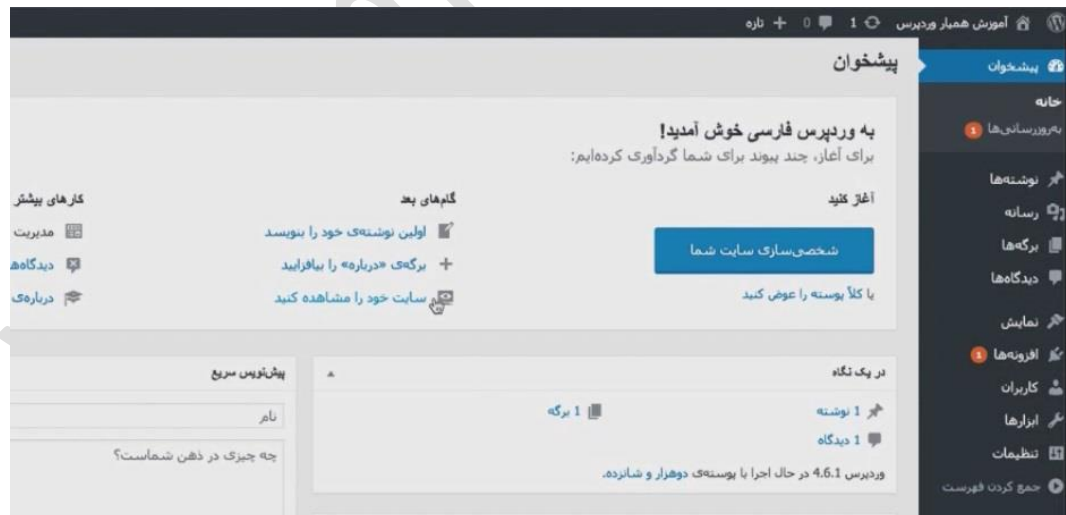 آموزش همیار وردپرس 1 0 + تازه
پیشخوان
خانه
به‌روزرسانی‌ها 1
نوشته‌ها
رسانه
برگه‌ها
دیدگاه‌ها
نمایش
افزونه‌ها 1
کاربران
ابزارها
تنظیمات
جمع کردن فهرست
پیشخوان
به وردپرس فارسی خوش آمدید!
برای آغاز، چند پیوند برای شما گردآوری کرده‌ایم:
آغاز کنید
شخصی‌سازی سایت شما
یا کلاً پوسته را عوض کنید
گام‌های بعد
اولین نوشته‌ی خود را بنویسد
برگه‌ی «درباره» را بیافزایید
سایت خود را مشاهده کنید
کارهای بیشتر
مدیریت
دیدگاه‌ه
درباره‌ی
در یک نگاه
1 نوشته
1 برگه
1 دیدگاه
وردپرس 4.6.1 در حال اجرا با پوسته‌ی دوهزار و شانزده.
پیش‌نویس سریع
نام
چه چیزی در ذهن شماست؟